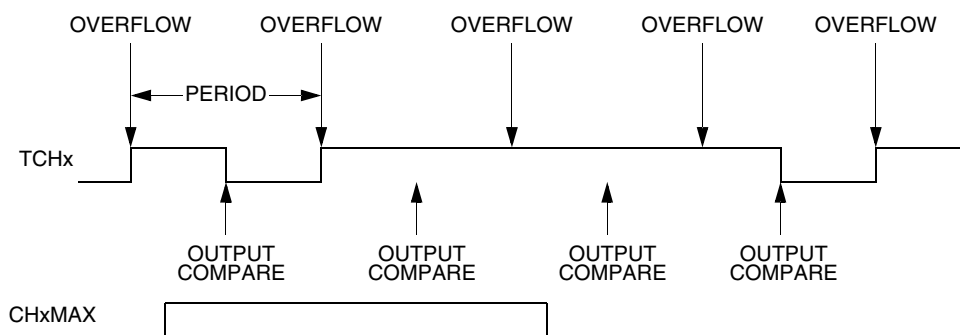 OVERFLOW OVERFLOW OVERFLOW OVERFLOW OVERFLOW
PERIOD
TCHx
OUTPUT OUTPUT OUTPUT OUTPUT
COMPARE COMPARE COMPARE COMPARE
CHxMAX